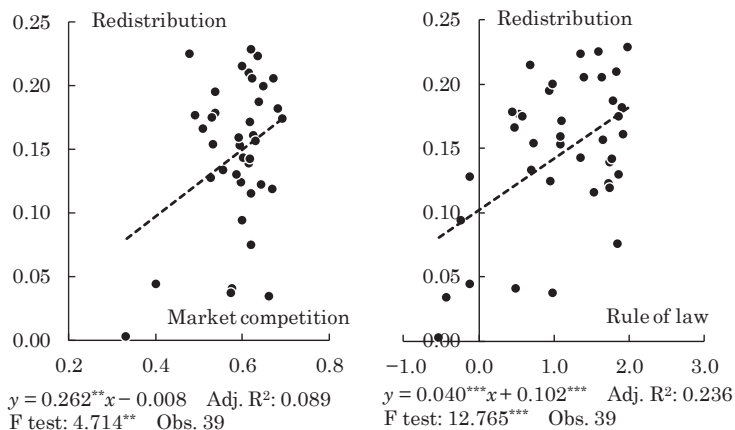 Redistribution
0.25
0.20
0.15
0.10
0.05
0.00
Market competition
0.2 0.4 0.6 0.8
y = 0.262**x − 0.008 Adj. R²: 0.089
F test: 4.714** Obs. 39
Redistribution
0.25
0.20
0.15
0.10
0.05
0.00
Rule of law
−1.0 0.0 1.0 2.0 3.0
y = 0.040***x + 0.102*** Adj. R²: 0.236
F test: 12.765*** Obs. 39